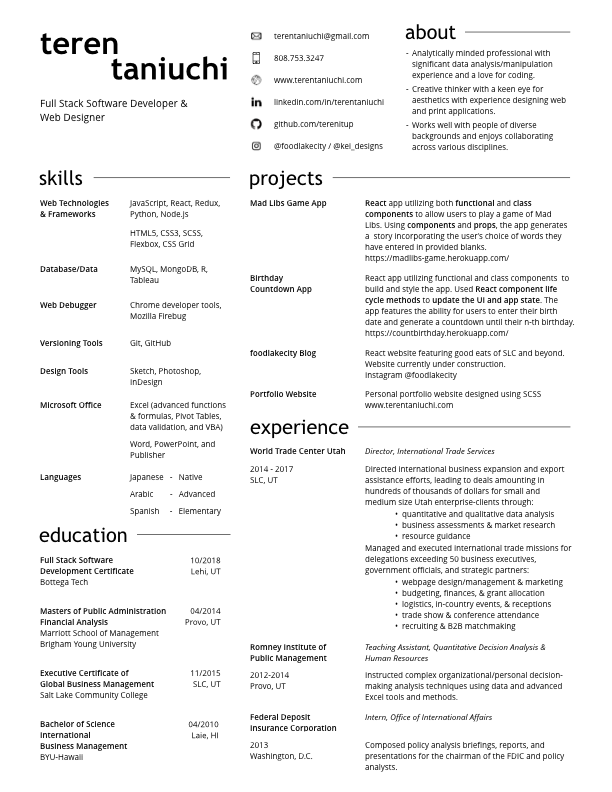 teren
taniuchi
Full Stack Software Developer &
Web Designer
terentaniuchi@gmail.com
808.753.3247
www.terentaniuchi.com
linkedin.com/in/terentaniuchi
github.com/terenitup
@foodlakecity / @kei_designs
about
- Analytically minded professional with
significant data analysis/manipulation
experience and a love for coding.
- Creative thinker with a keen eye for
aesthetics with experience designing web
and print applications.
- Works well with people of diverse
backgrounds and enjoys collaborating
across various disciplines.
skills
Web Technologies
& Frameworks
JavaScript, React, Redux,
Python, Node.js
HTML5, CSS3, SCSS,
Flexbox, CSS Grid
Database/Data
MySQL, MongoDB, R,
Tableau
Web Debugger
Chrome developer tools,
Mozilla Firebug
Versioning Tools
Git, GitHub
Design Tools
Sketch, Photoshop,
InDesign
Microsoft Office
Excel (advanced functions
& formulas, Pivot Tables,
data validation, and VBA)
Word, PowerPoint, and
Publisher
Languages
Japanese - Native
Arabic - Advanced
Spanish - Elementary
education
Full Stack Software 10/2018
Development Certificate Lehi, UT
Bottega Tech
Masters of Public Administration 04/2014
Financial Analysis Provo, UT
Marriott School of Management
Brigham Young University
Executive Certificate of 11/2015
Global Business Management SLC, UT
Salt Lake Community College
Bachelor of Science 04/2010
International Laie, HI
Business Management
BYU-Hawaii
projects
Mad Libs Game App
React app utilizing both functional and class
components to allow users to play a game of Mad
Libs. Using components and props, the app generates
a story incorporating the user's choice of words they
have entered in provided blanks.
https://madlibs-game.herokuapp.com/
Birthday
Countdown App
React app utilizing functional and class components to
build and style the app. Used React component life
cycle methods to update the UI and app state. The
app features the ability for users to enter their birth
date and generate a countdown until their n-th birthday.
https://countbirthday.herokuapp.com/
foodlakecity Blog
React website featuring good eats of SLC and beyond.
Website currently under construction.
Instagram @foodlakecity
Portfolio Website
Personal portfolio website designed using SCSS
www.terentaniuchi.com
experience
World Trade Center Utah
Director, International Trade Services
2014 - 2017
SLC, UT
Directed international business expansion and export
assistance efforts, leading to deals amounting in
hundreds of thousands of dollars for small and
medium size Utah enterprise-clients through:
• quantitative and qualitative data analysis
• business assessments & market research
• resource guidance
Managed and executed international trade missions for
delegations exceeding 50 business executives,
government officials, and strategic partners:
• webpage design/management & marketing
• budgeting, finances, & grant allocation
• logistics, in-country events, & receptions
• trade show & conference attendance
• recruiting & B2B matchmaking
Romney Institute of
Public Management
Teaching Assistant, Quantitative Decision Analysis &
Human Resources
2012-2014
Provo, UT
Instructed complex organizational/personal decision-
making analysis techniques using data and advanced
Excel tools and methods.
Federal Deposit
Insurance Corporation
Intern, Office of International Affairs
2013
Washington, D.C.
Composed policy analysis briefings, reports, and
presentations for the chairman of the FDIC and policy
analysts.